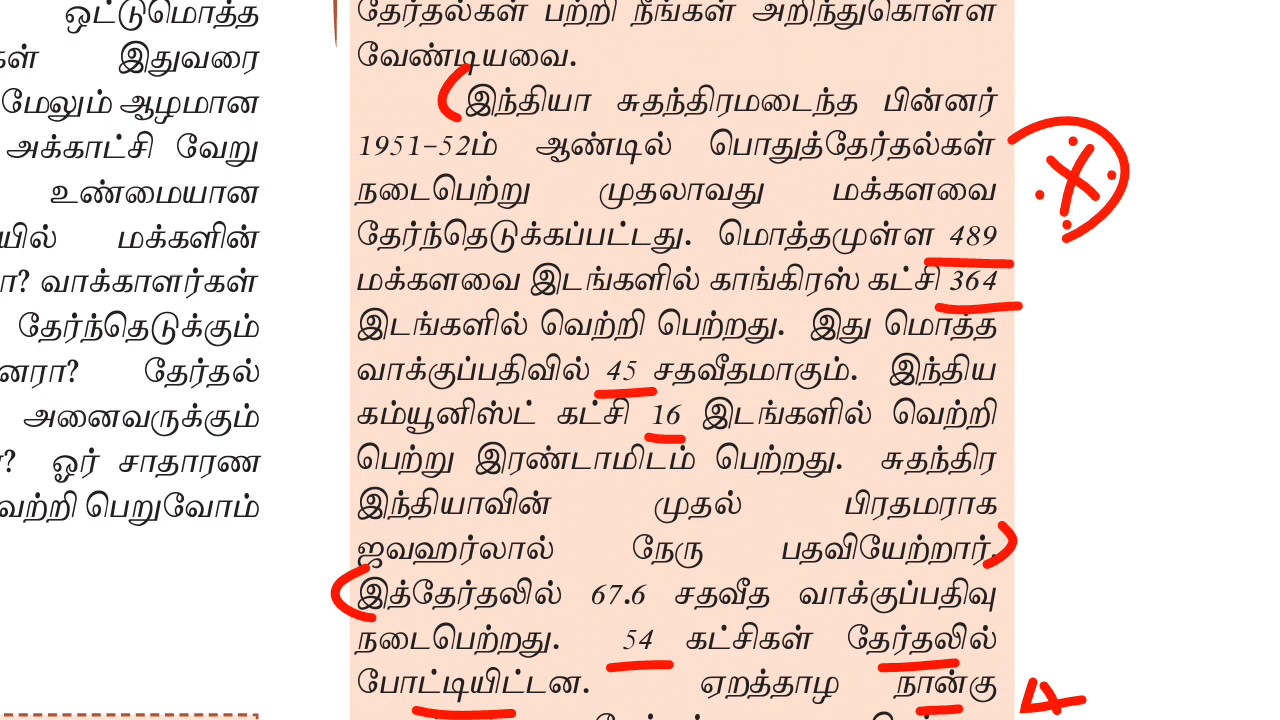 ஒட்டுமொத்த
கள் இதுவரை
மேலும் ஆழமான
அக்காட்சி வேறு
உண்மையான
யில் மக்களின்
ா? வாக்காளர்கள்
தேர்ந்தெடுக்கும்
னரா? தேர்தல்
அனைவருக்கும்
? ஓர் சாதாரண
வெற்றி பெறுவோம்
தேர்தல்கள் பற்றி நீங்கள் அறிந்துகொள்ள
வேண்டியவை.
இந்தியா சுதந்திரமடைந்த பின்னர்
1951-52ம் ஆண்டில் பொதுத்தேர்தல்கள்
நடைபெற்று முதலாவது மக்களவை
தேர்ந்தெடுக்கப்பட்டது. மொத்தமுள்ள 489
மக்களவை இடங்களில் காங்கிரஸ் கட்சி 364
இடங்களில் வெற்றி பெற்றது. இது மொத்த
வாக்குப்பதிவில் 45 சதவீதமாகும். இந்திய
கம்யூனிஸ்ட் கட்சி 16 இடங்களில் வெற்றி
பெற்று இரண்டாமிடம் பெற்றது. சுதந்திர
இந்தியாவின் முதல் பிரதமராக
ஜவஹர்லால் நேரு பதவியேற்றார்.
இத்தேர்தலில் 67.6 சதவீத வாக்குப்பதிவு
நடைபெற்றது. 54 கட்சிகள் தேர்தலில்
போட்டியிட்டன. ஏறத்தாழ நான்கு
4